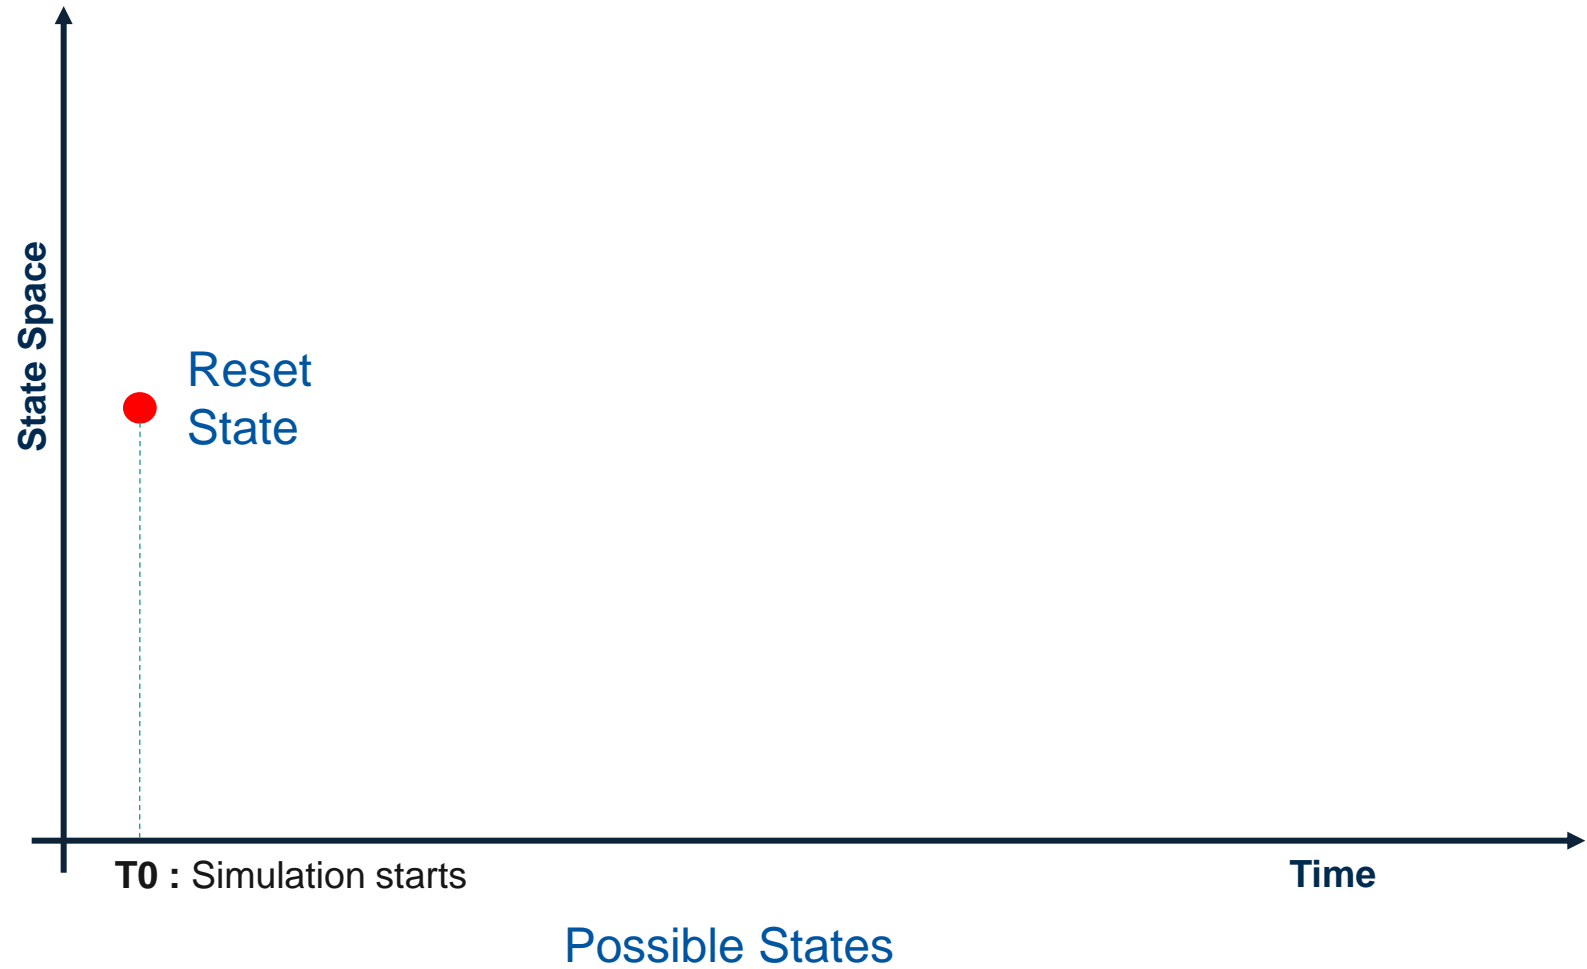 State Space
Reset
State
T0 : Simulation starts
Time
Possible States